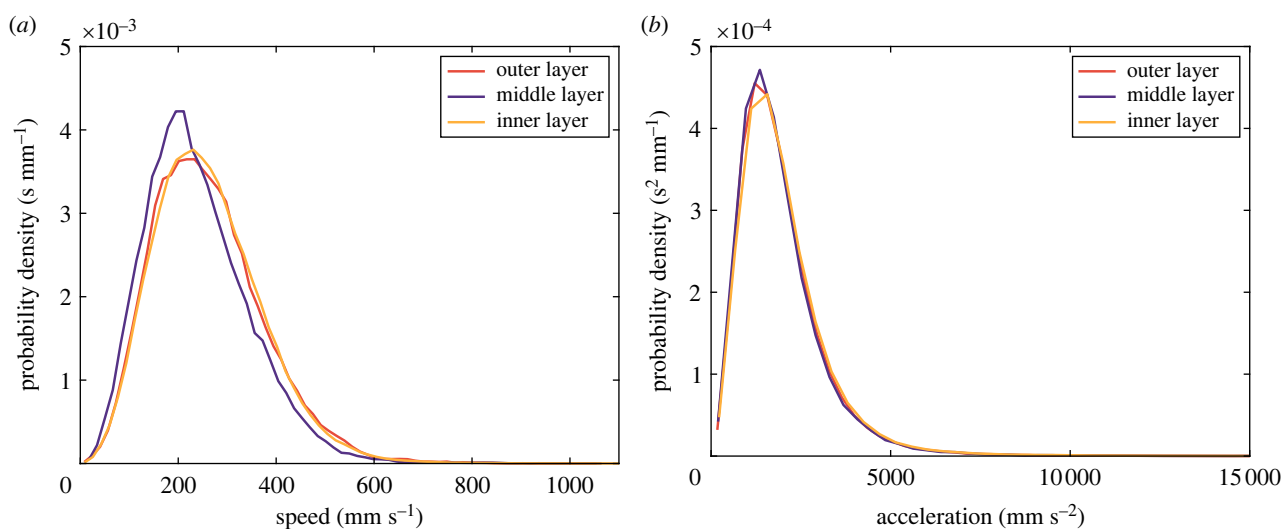 (a)
×10⁻³
5
4
3
2
1
0
200
400
600
800
1000
probability density (s mm⁻¹)
speed (mm s⁻¹)
outer layer
middle layer
inner layer
(b)
×10⁻⁴
5
4
3
2
1
0
5000
10 000
15 000
probability density (s² mm⁻¹)
acceleration (mm s⁻²)
outer layer
middle layer
inner layer